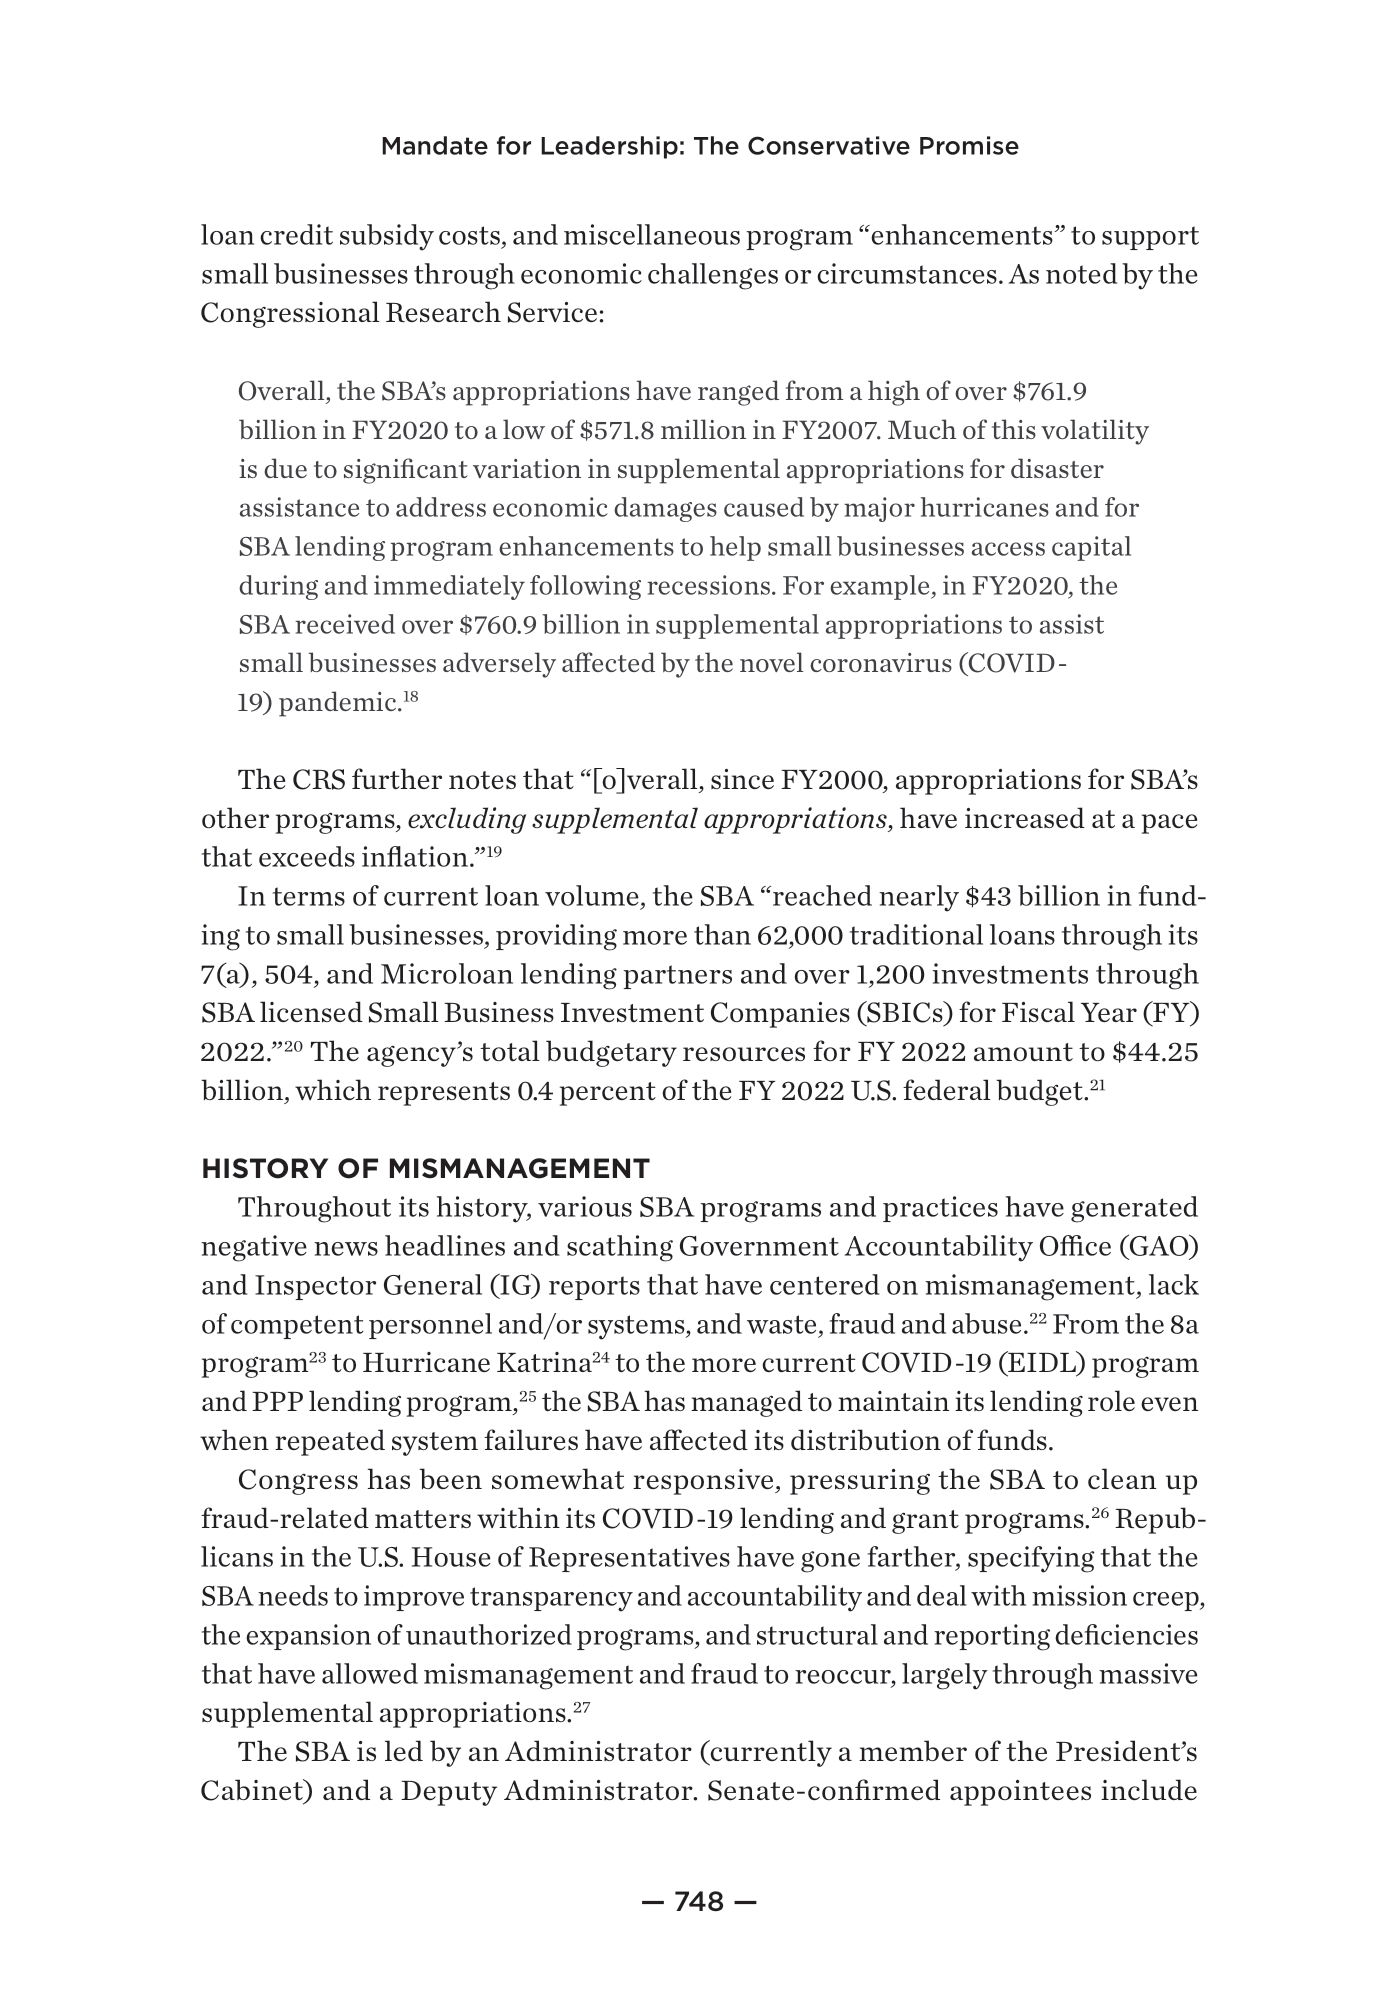 Mandate for Leadership: The Conservative Promise
loan credit subsidy costs, and miscellaneous program “enhancements” to support
small businesses through economic challenges or circumstances. As noted by the
Congressional Research Service:
Overall, the SBA’s appropriations have ranged from a high of over $761.9
billion in FY2020 to a low of $571.8 million in FY2007. Much of this volatility
is due to significant variation in supplemental appropriations for disaster
assistance to address economic damages caused by major hurricanes and for
SBA lending program enhancements to help small businesses access capital
during and immediately following recessions. For example, in FY2020, the
SBA received over $760.9 billion in supplemental appropriations to assist
small businesses adversely affected by the novel coronavirus (COVID-
19) pandemic.18
The CRS further notes that “[o]verall, since FY2000, appropriations for SBA’s
other programs, excluding supplemental appropriations, have increased at a pace
that exceeds inflation.”19
In terms of current loan volume, the SBA “reached nearly $43 billion in fund-
ing to small businesses, providing more than 62,000 traditional loans through its
7(a), 504, and Microloan lending partners and over 1,200 investments through
SBA licensed Small Business Investment Companies (SBICs) for Fiscal Year (FY)
2022.”20 The agency’s total budgetary resources for FY 2022 amount to $44.25
billion, which represents 0.4 percent of the FY 2022 U.S. federal budget.21
HISTORY OF MISMANAGEMENT
Throughout its history, various SBA programs and practices have generated
negative news headlines and scathing Government Accountability Office (GAO)
and Inspector General (IG) reports that have centered on mismanagement, lack
of competent personnel and/or systems, and waste, fraud and abuse.22 From the 8a
program23 to Hurricane Katrina24 to the more current COVID-19 (EIDL) program
and PPP lending program,25 the SBA has managed to maintain its lending role even
when repeated system failures have affected its distribution of funds.
Congress has been somewhat responsive, pressuring the SBA to clean up
fraud-related matters within its COVID-19 lending and grant programs.26 Repub-
licans in the U.S. House of Representatives have gone farther, specifying that the
SBA needs to improve transparency and accountability and deal with mission creep,
the expansion of unauthorized programs, and structural and reporting deficiencies
that have allowed mismanagement and fraud to reoccur, largely through massive
supplemental appropriations.27
The SBA is led by an Administrator (currently a member of the President’s
Cabinet) and a Deputy Administrator. Senate-confirmed appointees include
— 748 —